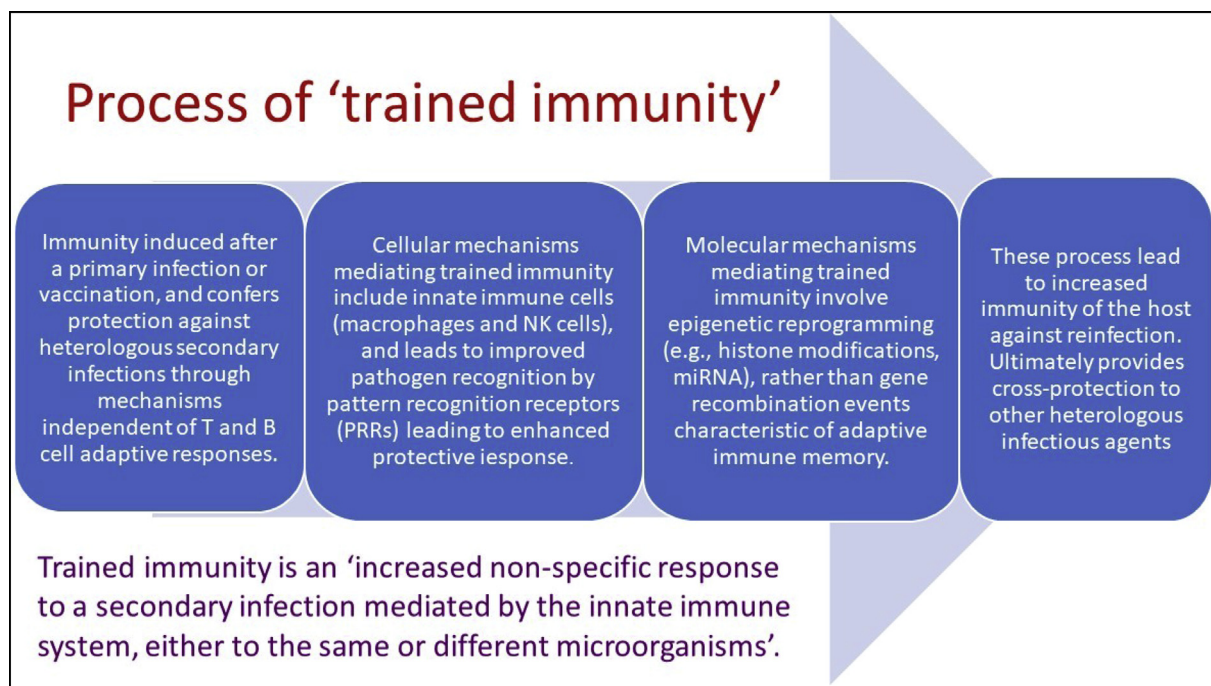 Process of ‘trained immunity’
Immunity induced after
a primary infection or
vaccination, and confers
protection against
heterologous secondary
infections through
mechanisms
independent of T and B
cell adaptive responses.
Cellular mechanisms
mediating trained immunity
include innate immune cells
(macrophages and NK cells),
and leads to improved
pathogen recognition by
pattern recognition receptors
(PRRs) leading to enhanced
protective iesponse.
Molecular mechanisms
mediating trained
immunity involve
epigenetic reprogramming
(e.g., histone modifications,
miRNA), rather than gene
recombination events
characteristic of adaptive
immune memory.
These process lead
to increased
immunity of the host
against reinfection.
Ultimately provides
cross-protection to
other heterologous
infectious agents
Trained immunity is an ‘increased non-specific response
to a secondary infection mediated by the innate immune
system, either to the same or different microorganisms’.